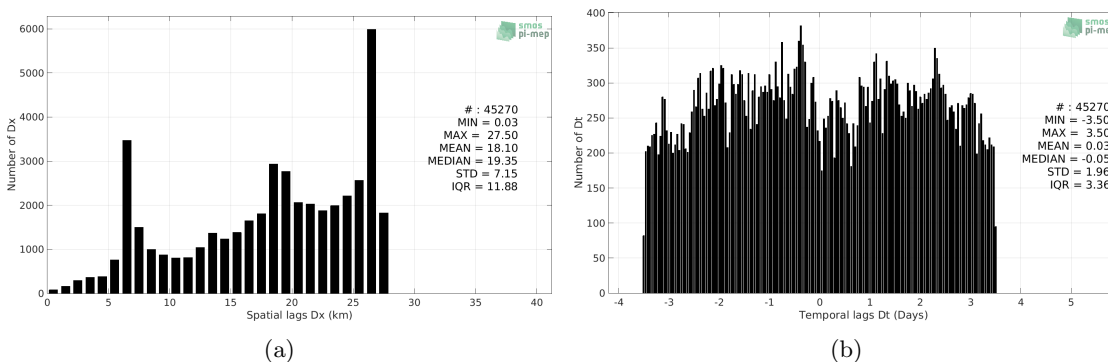 6000
5000
4000
3000
2000
1000
0
Number of Dx
0 5 10 15 20 25 30 35 40
Spatial lags Dx (km)
smos
pi-mep
# : 45270
MIN = 0.03
MAX = 27.50
MEAN = 18.10
MEDIAN = 19.35
STD = 7.15
IQR = 11.88
(a)
400
350
300
250
200
150
100
50
0
Number of Dt
-4 -3 -2 -1 0 1 2 3 4 5
Temporal lags Dt (Days)
smos
pi-mep
# : 45270
MIN = -3.50
MAX = 3.50
MEAN = 0.03
MEDIAN = -0.05
STD = 1.96
IQR = 3.36
(b)